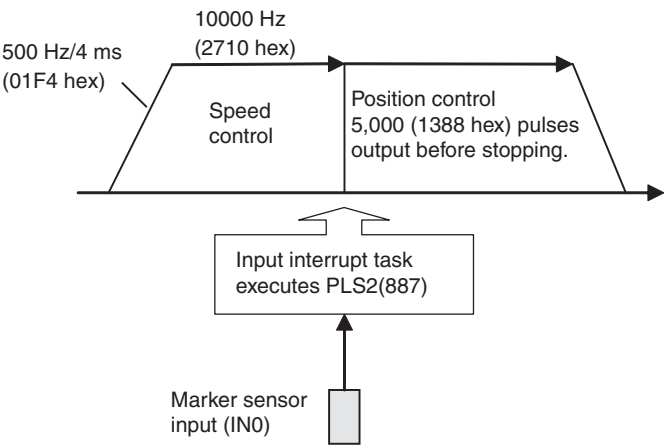 10000 Hz
(2710 hex)
500 Hz/4 ms
(01F4 hex)
Speed
control
Position control
5,000 (1388 hex) pulses
output before stopping.
Input interrupt task
executes PLS2(887)
Marker sensor
input (IN0)